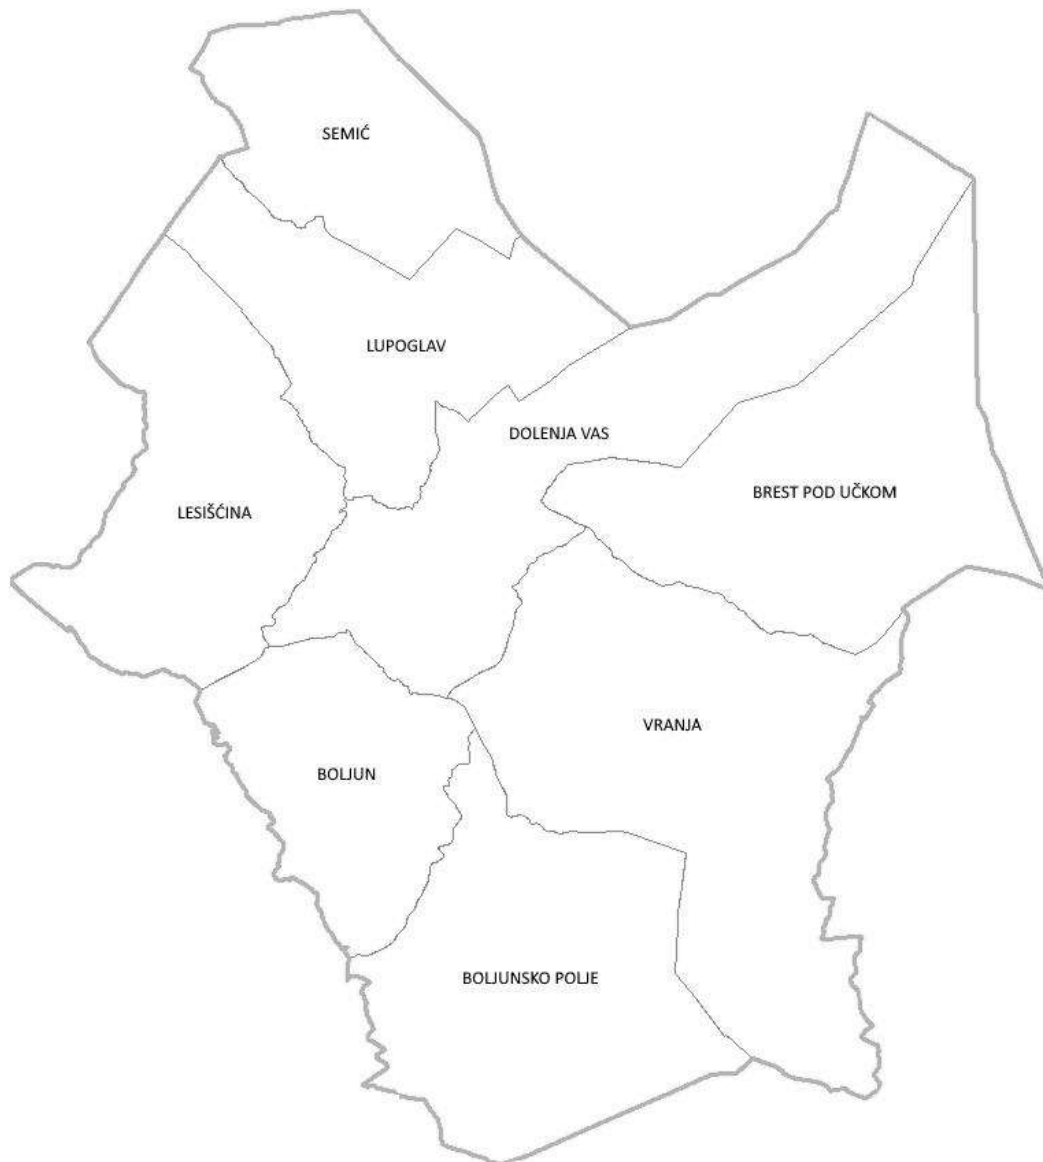 SEMIĆ
LUPOGLAV
DOLENJA VAS
BREST POD UČKOM
LESIŠĆINA
VRANJA
BOLJUN
BOLJUNSKO POLJE